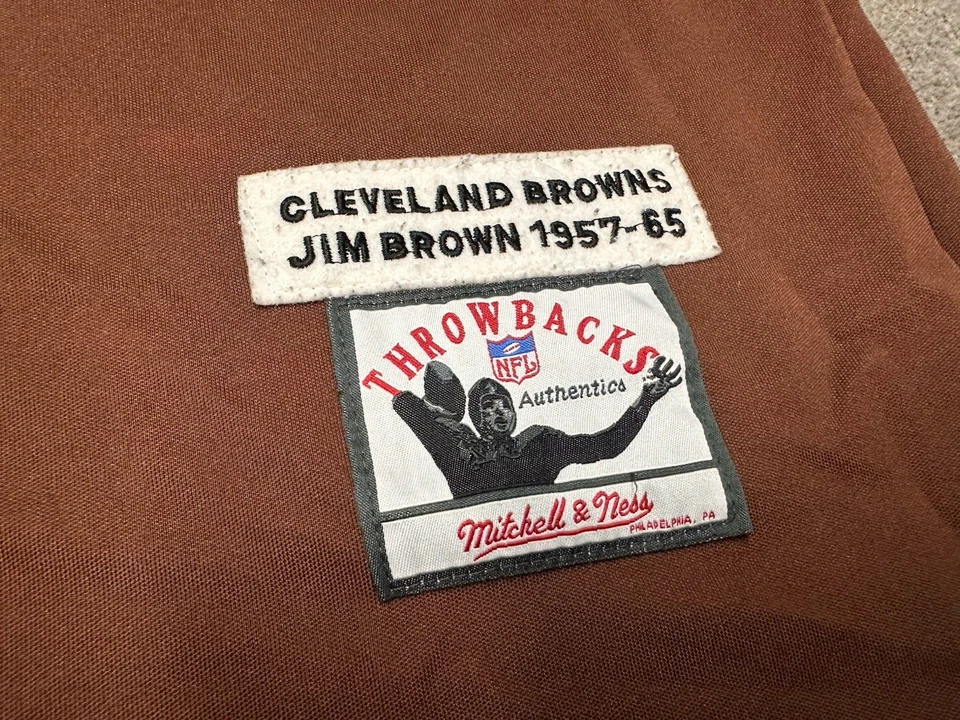 CLEVELAND BROWNS
JIM BROWN 1957-65
THROWBACKS
NFL
Authentics
Mitchell & Ness
PHILADELPHIA, PA